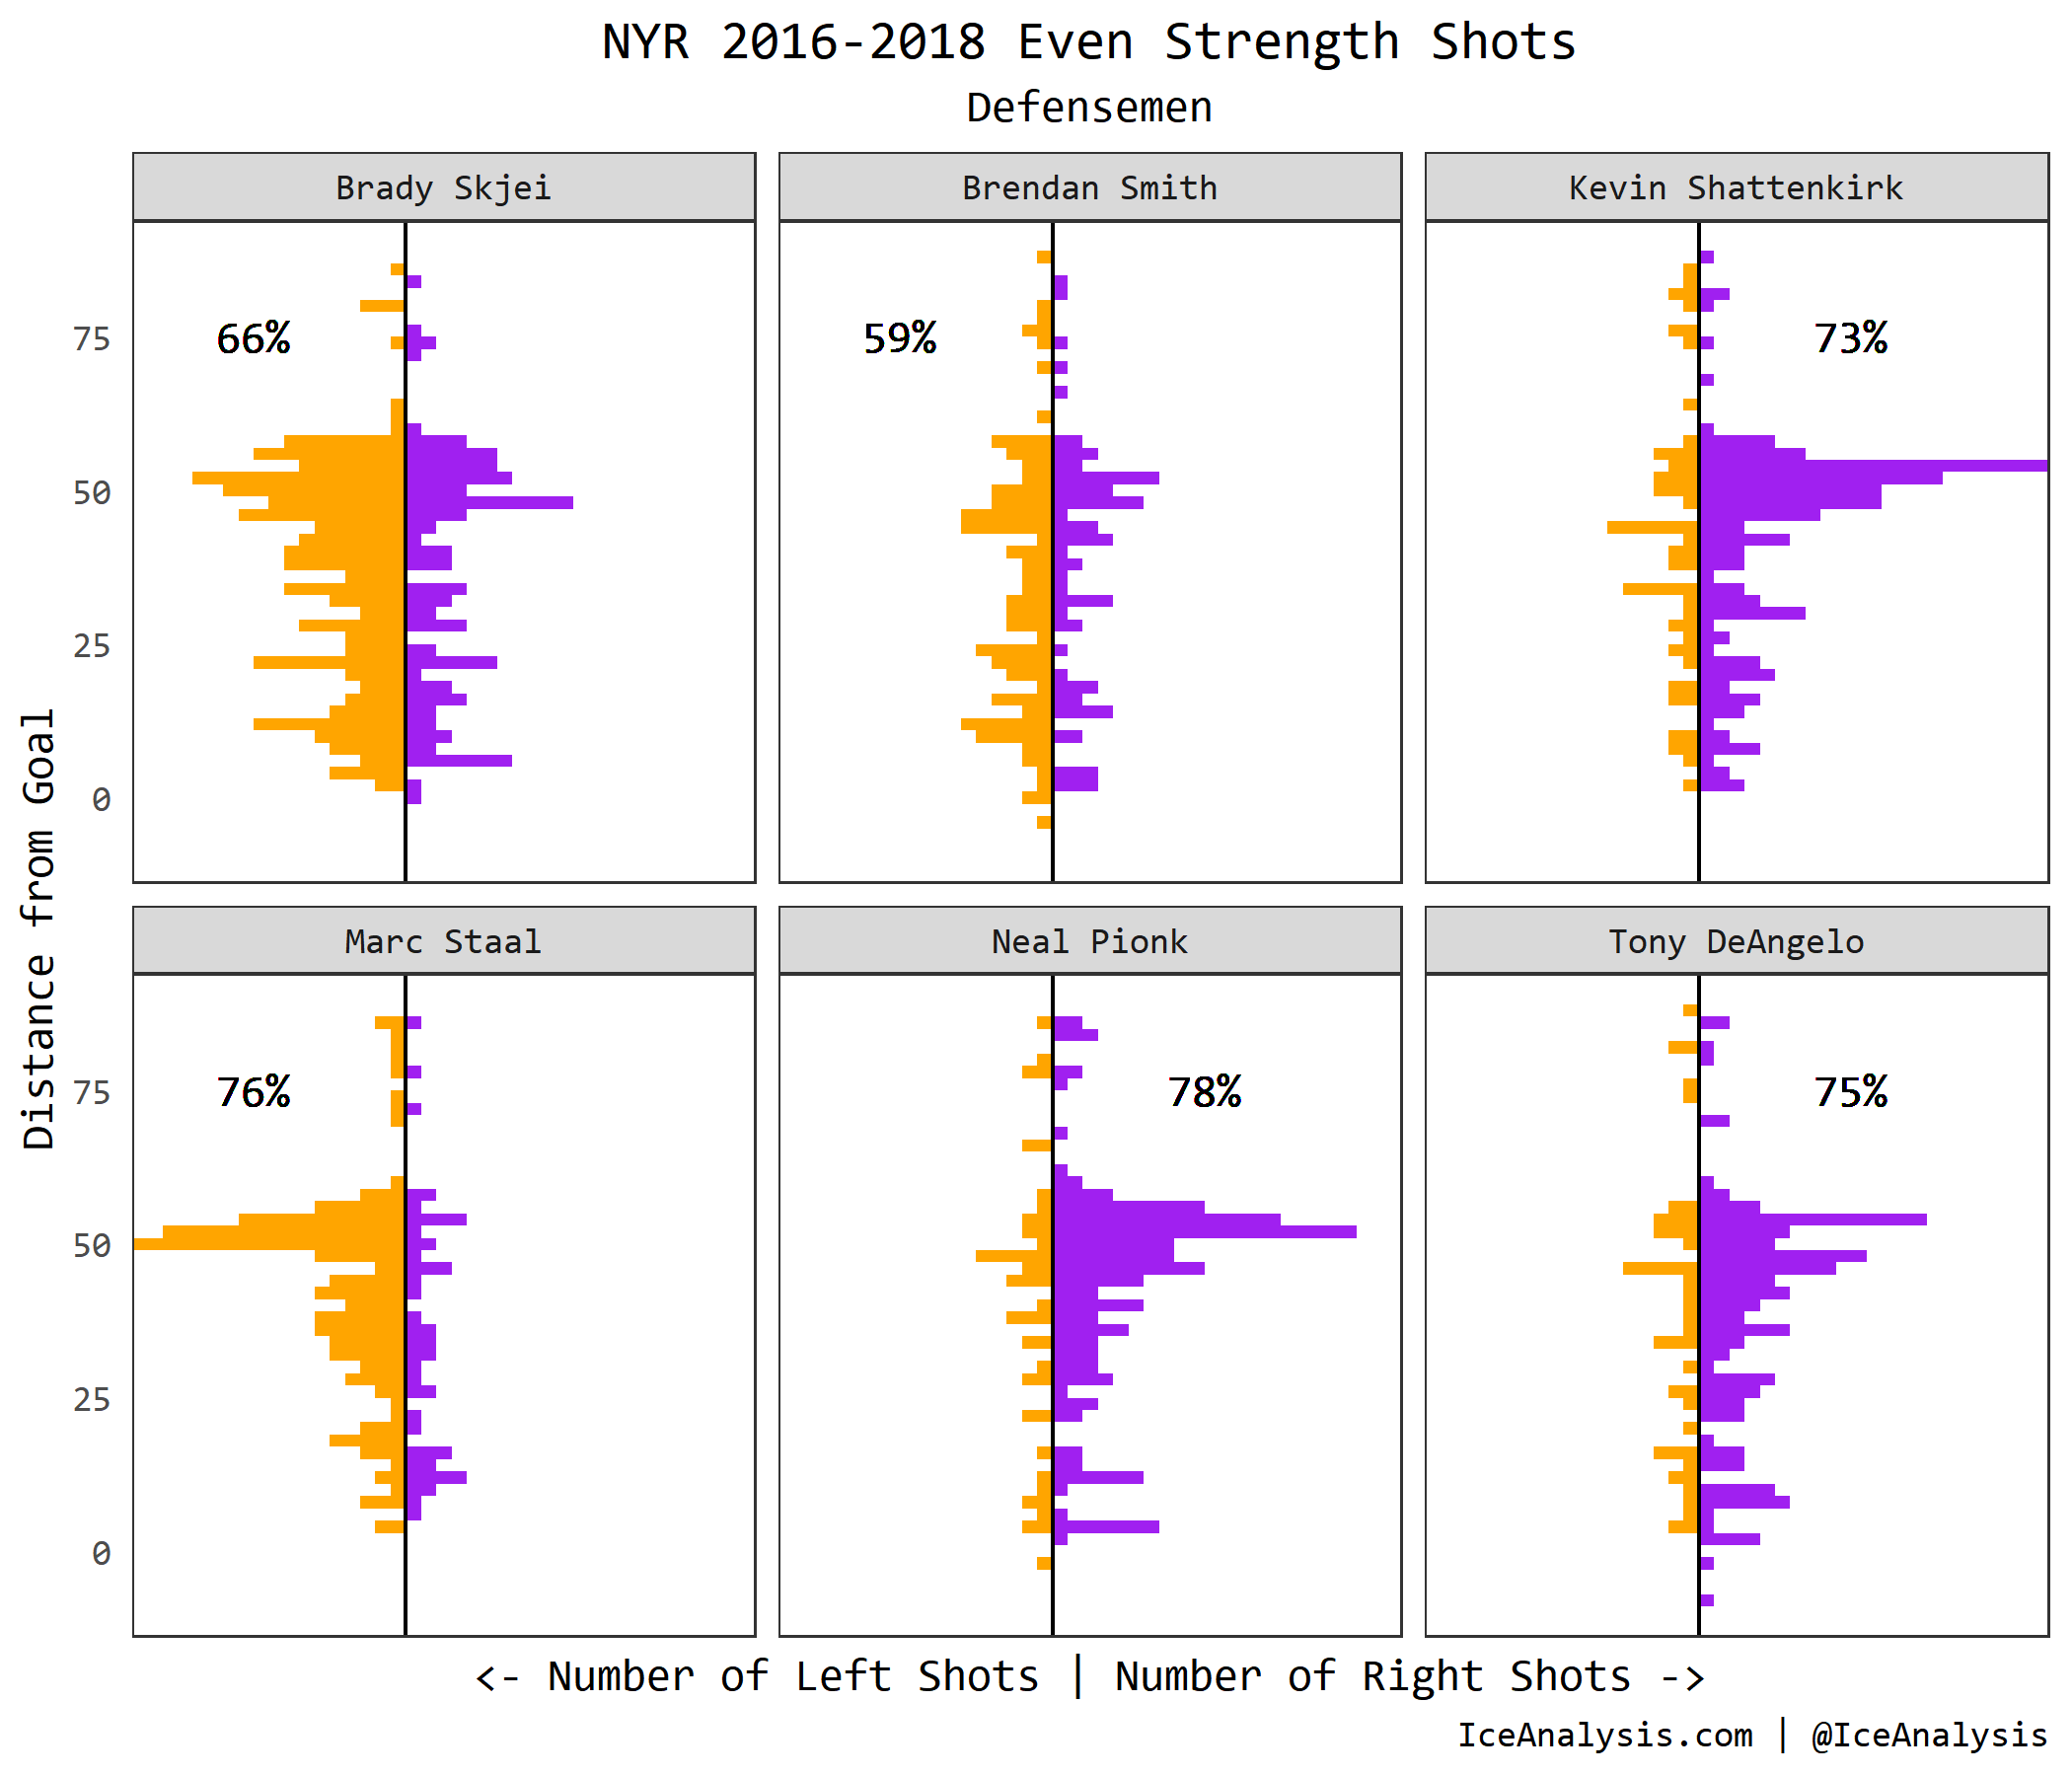 NYR 2016-2018 Even Strength Shots
Defensemen
Brady Skjei
Brendan Smith
Kevin Shattenkirk
66%
59%
73%
75
50
25
0
Distance from Goal
Marc Staal
Neal Pionk
Tony DeAngelo
76%
78%
75%
75
50
25
0
<- Number of Left Shots | Number of Right Shots ->
IceAnalysis.com | @IceAnalysis